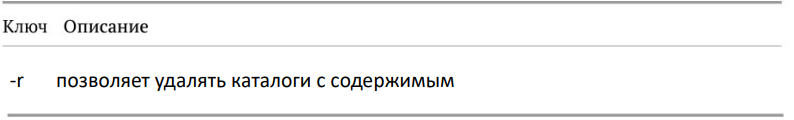 Ключ Описание
-r позволяет удалять каталоги с содержимым